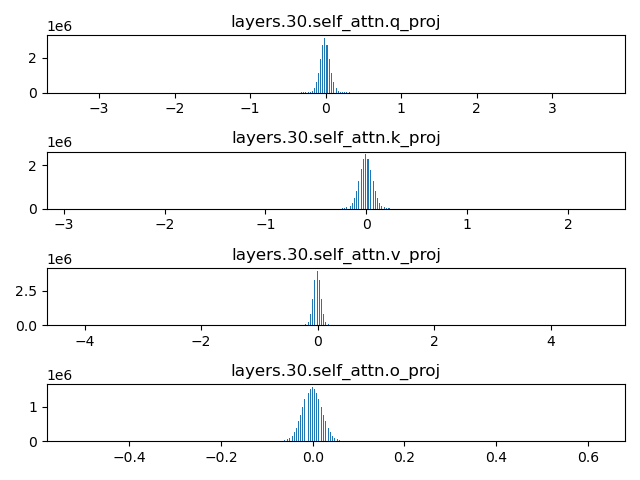 layers.30.self_attn.q_proj
1e6
2
0
−3 −2 −1 0 1 2 3
layers.30.self_attn.k_proj
1e6
2
0
−3 −2 −1 0 1 2
layers.30.self_attn.v_proj
1e6
2.5
0.0
−4 −2 0 2 4
layers.30.self_attn.o_proj
1e6
1
0
−0.4 −0.2 0.0 0.2 0.4 0.6